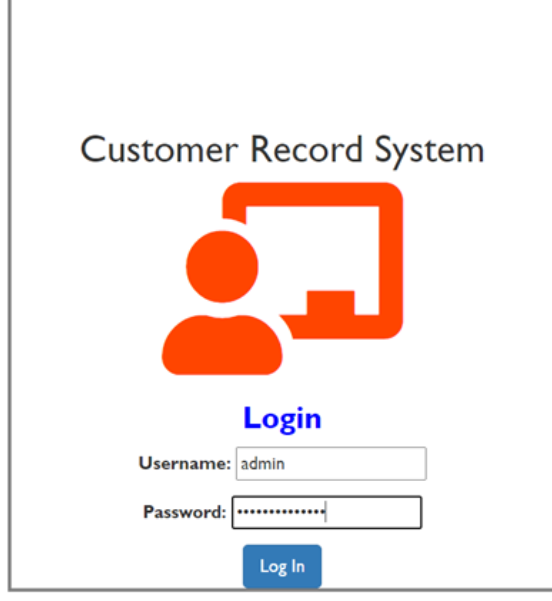 Customer Record System
Login
Username: admin
Password: ••••••••••••••
Log In